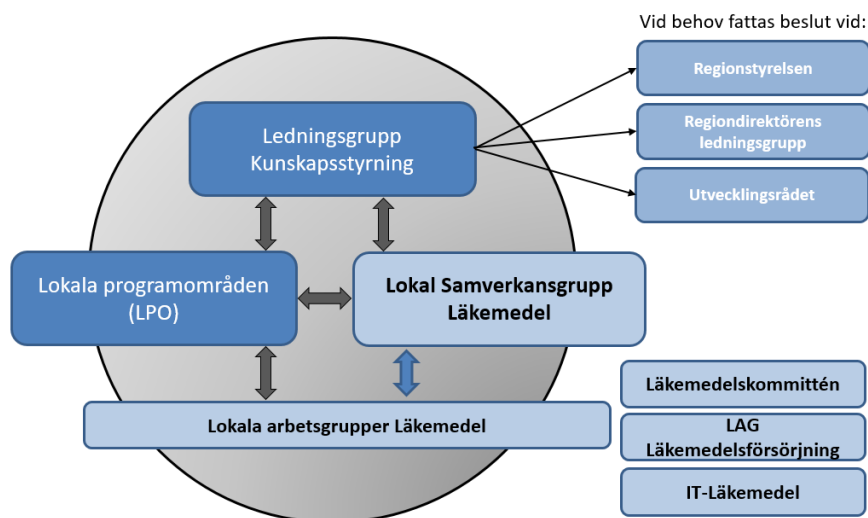 Vid behov fattas beslut vid:
Regionstyrelsen
Regiondirektörens
ledningsgrupp
Utvecklingsrådet
Ledningsgrupp
Kunskapsstyrning
Lokala programområden
(LPO)
Lokal Samverkansgrupp
Läkemedel
Lokala arbetsgrupper Läkemedel
Läkemedelskommittén
LAG
Läkemedelsförsörjning
IT-Läkemedel